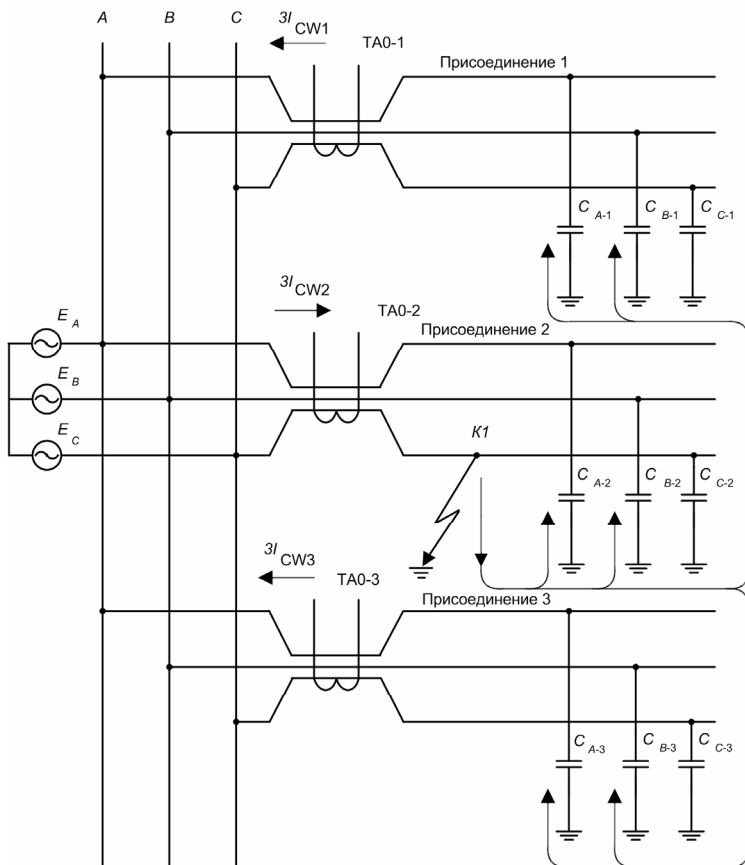 A B C
3I CW1 TA0-1
Присоединение 1
C A-1 C B-1 C C-1
3I CW2 TA0-2
Присоединение 2
E A
E B
E C
K1
C A-2 C B-2 C C-2
3I CW3 TA0-3
Присоединение 3
C A-3 C B-3 C C-3